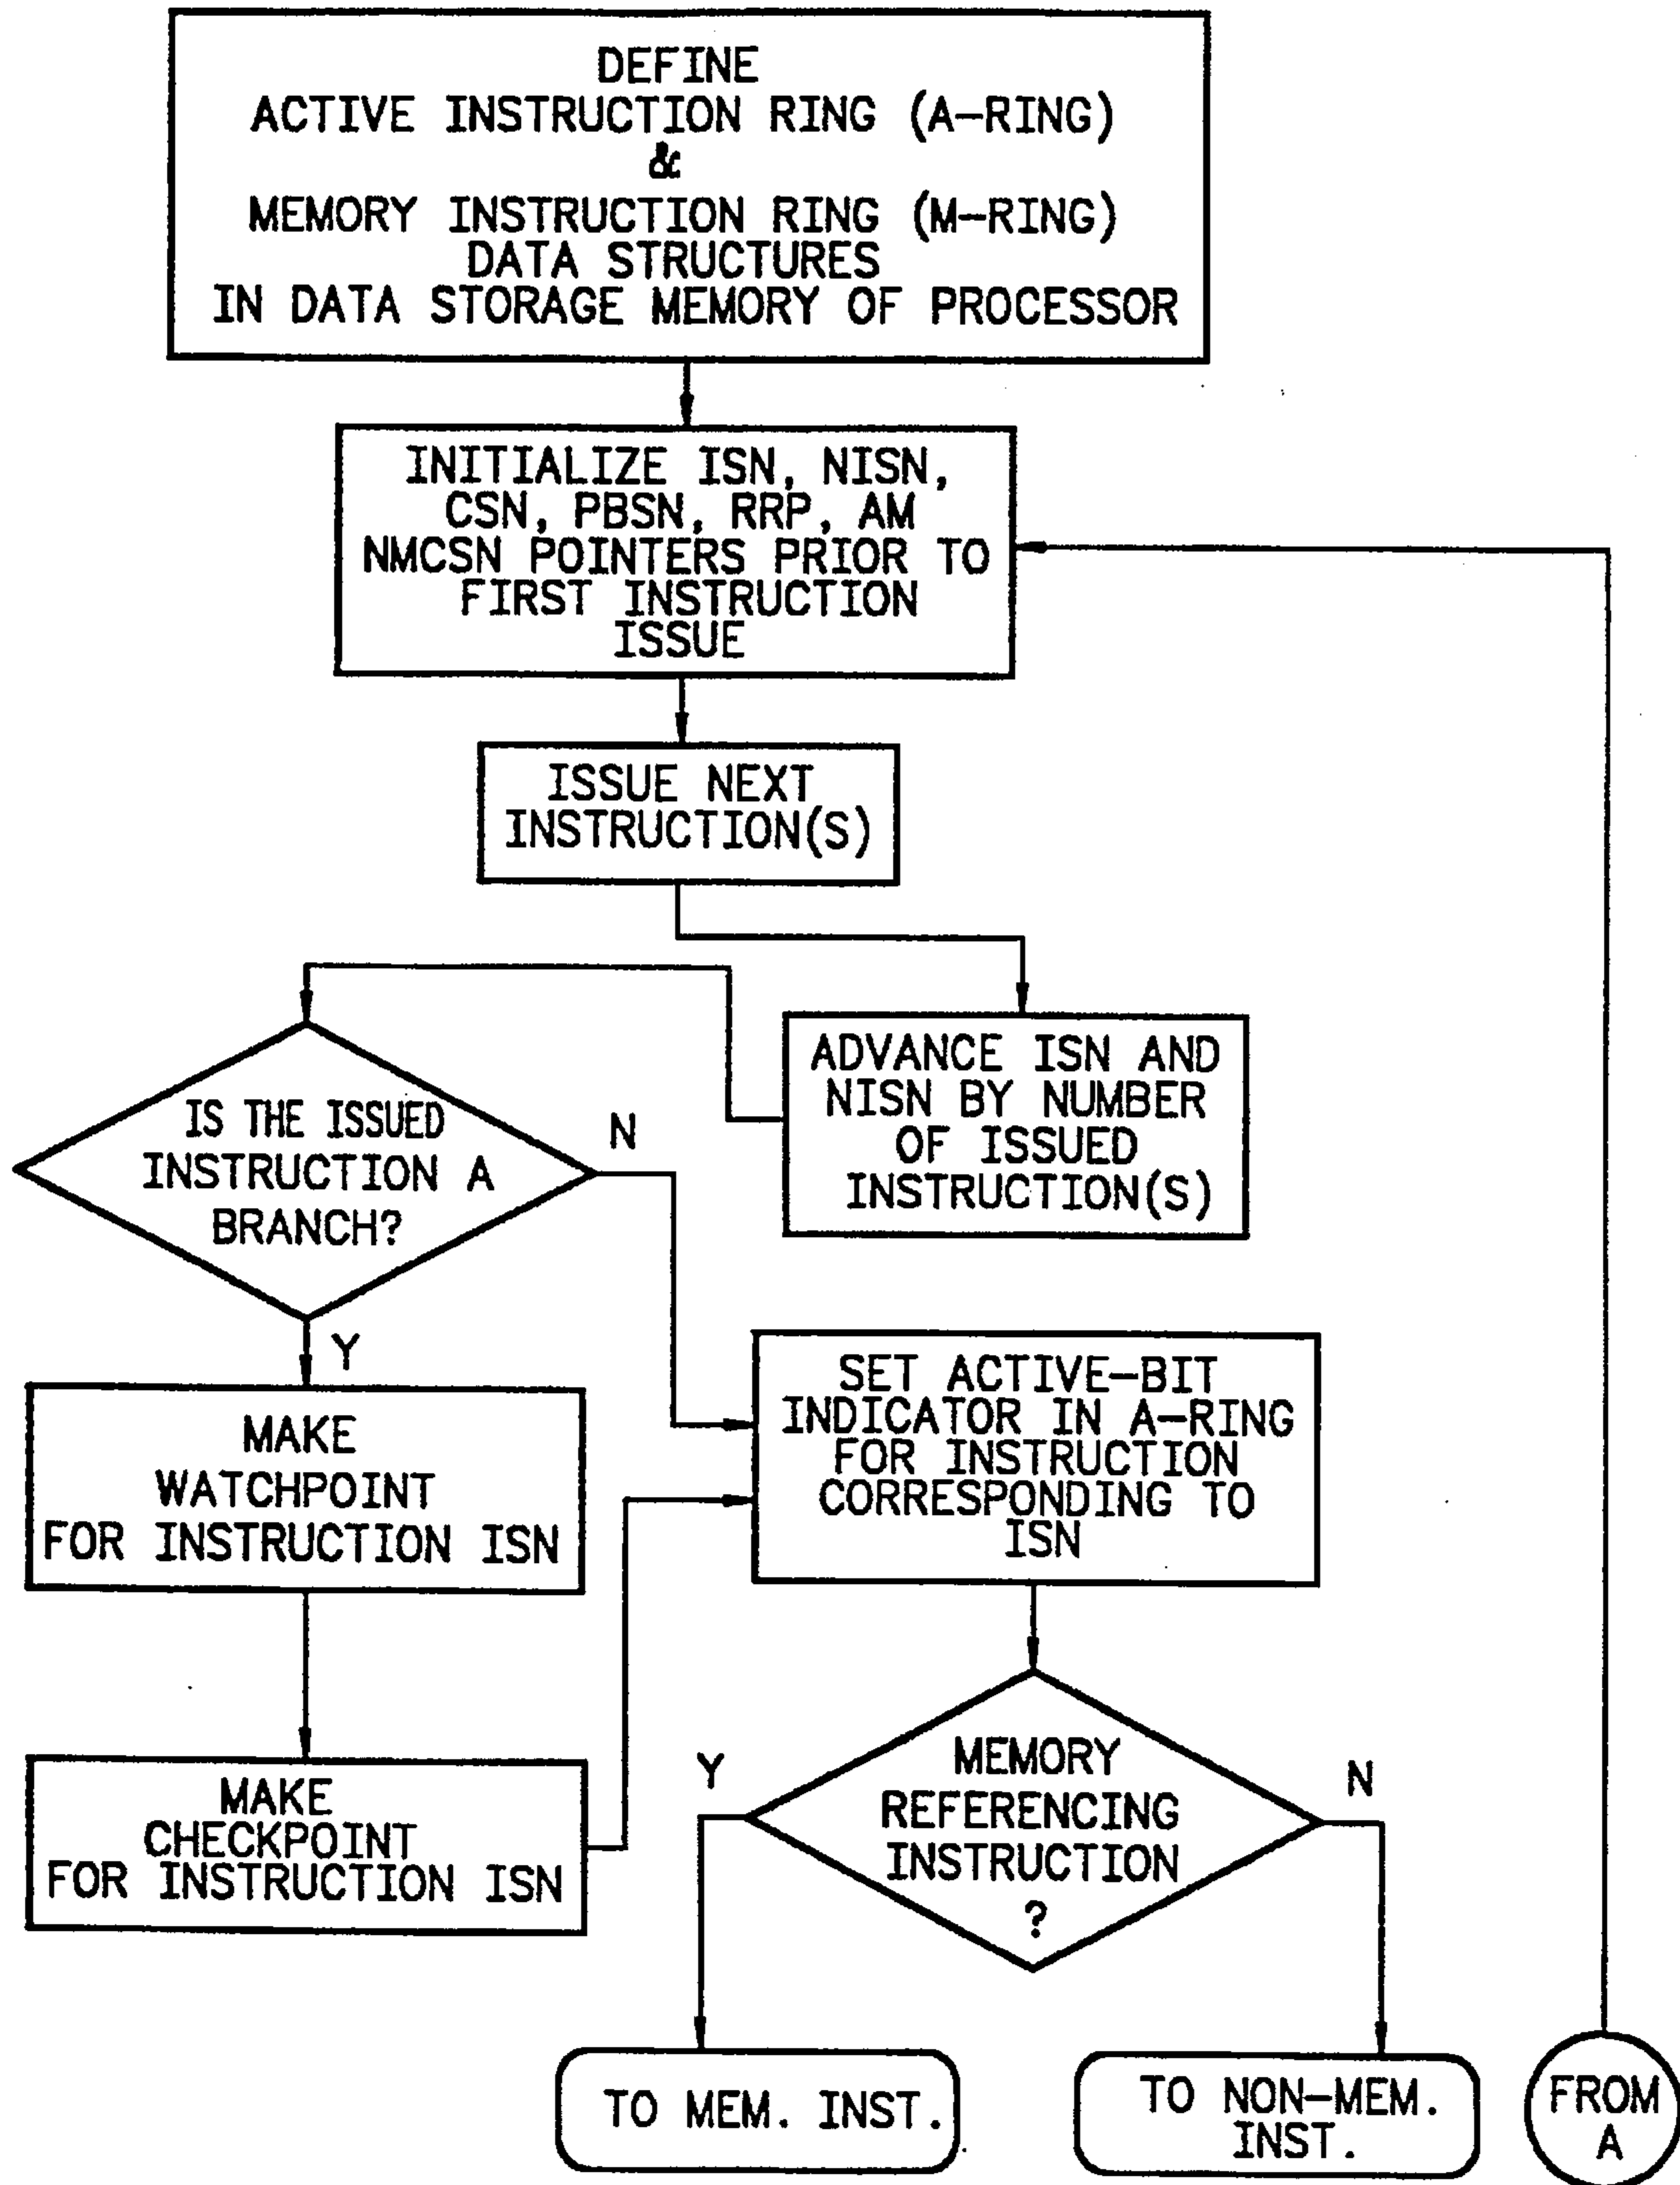 DEFINE
ACTIVE INSTRUCTION RING (A-RING)
&
MEMORY INSTRUCTION RING (M-RING)
DATA STRUCTURES
IN DATA STORAGE MEMORY OF PROCESSOR
INITIALIZE ISN, NISN,
CSN, PBSN, RRP, AM
NMCSN POINTERS PRIOR TO
FIRST INSTRUCTION
ISSUE
ISSUE NEXT
INSTRUCTION(S)
ADVANCE ISN AND
NISN BY NUMBER
OF ISSUED
INSTRUCTION(S)
IS THE ISSUED
INSTRUCTION A
BRANCH?
N
Y
MAKE
WATCHPOINT
FOR INSTRUCTION ISN
SET ACTIVE-BIT
INDICATOR IN A-RING
FOR INSTRUCTION
CORRESPONDING TO
ISN
MAKE
CHECKPOINT
FOR INSTRUCTION ISN
MEMORY
REFERENCING
INSTRUCTION
?
Y
N
TO MEM. INST.
TO NON-MEM.
INST.
FROM
A